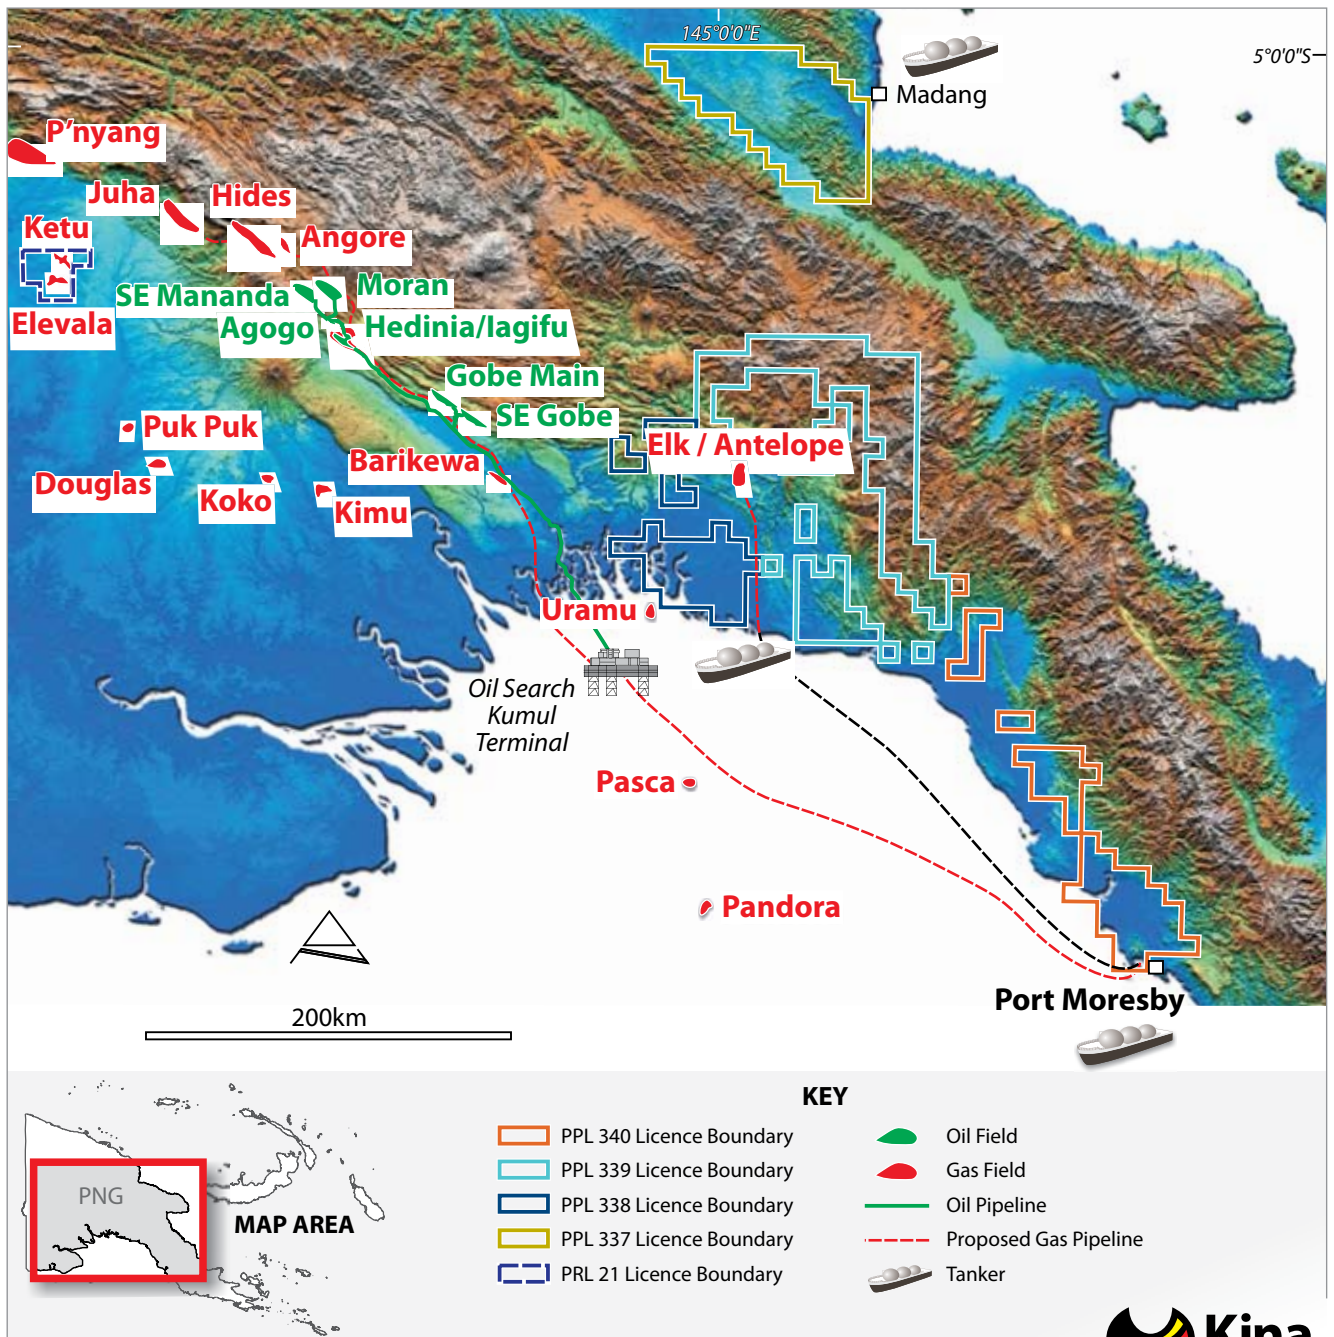 145°0'0"E
5°0'0"S
Madang
P'nyang
Juha
Hides
Ketu
Angore
SE Mananda
Moran
Elevala
Agogo
Hedinia/Iagifu
Gobe Main
SE Gobe
Puk Puk
Barikewa
Elk / Antelope
Douglas
Koko
Kimu
Uramu
Oil Search
Kumul
Terminal
Pasca
Pandora
Port Moresby
200km
KEY
PNG
MAP AREA
PPL 340 Licence Boundary
PPL 339 Licence Boundary
PPL 338 Licence Boundary
PPL 337 Licence Boundary
PRL 21 Licence Boundary
Oil Field
Gas Field
Oil Pipeline
Proposed Gas Pipeline
Tanker
Kina